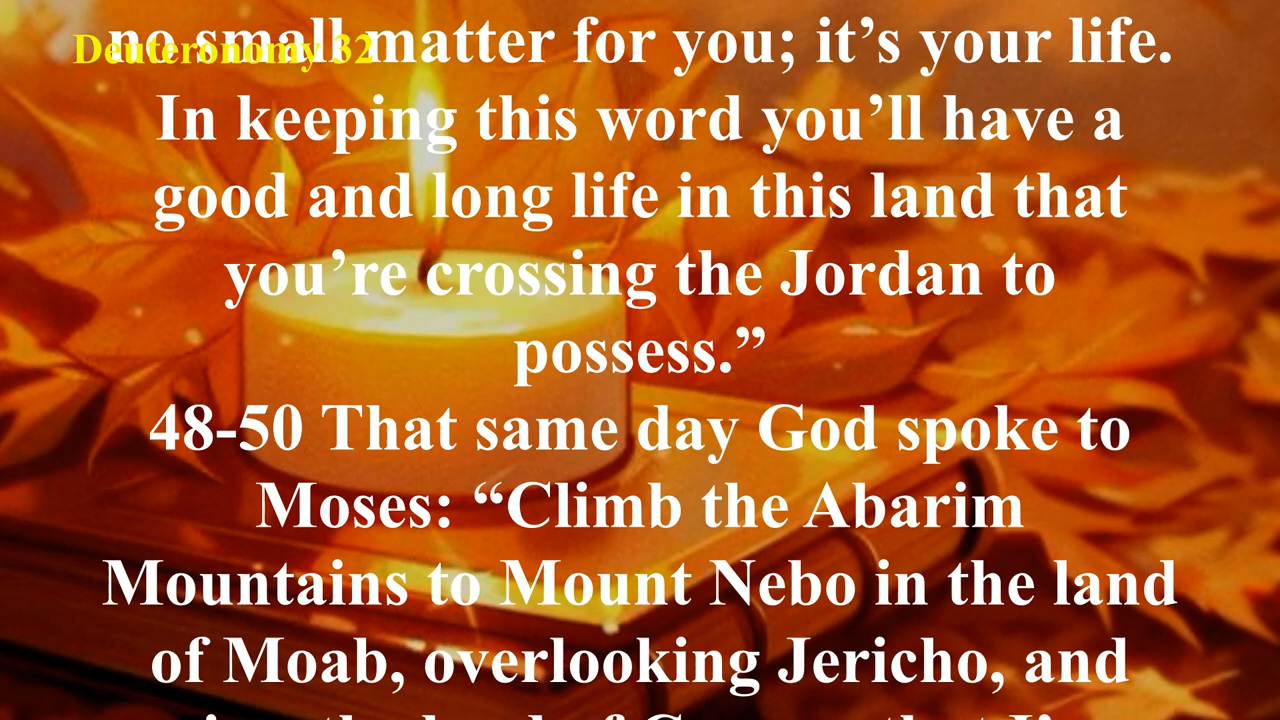 Deuteronomy 32
no small matter for you; it’s your life.
In keeping this word you’ll have a
good and long life in this land that
you’re crossing the Jordan to
possess.”
48-50 That same day God spoke to
Moses: “Climb the Abarim
Mountains to Mount Nebo in the land
of Moab, overlooking Jericho, and